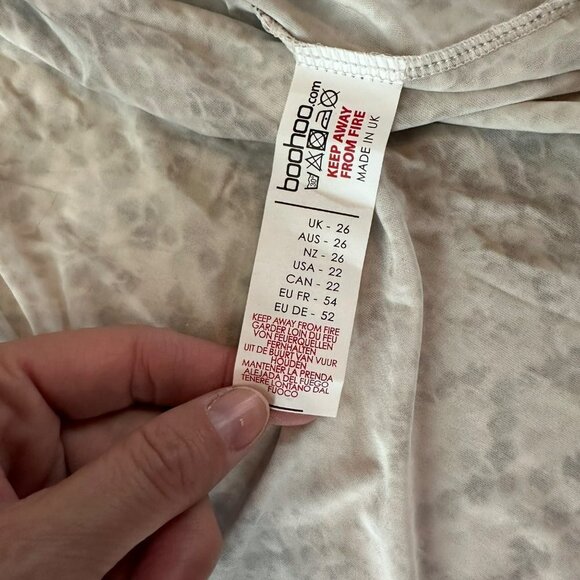 boohoo.com
KEEP AWAY
FROM FIRE
MADE IN UK
UK - 26
AUS - 26
NZ - 26
USA - 22
CAN - 22
EU FR - 54
EU DE - 52
KEEP AWAY FROM FIRE
GARDER LOIN DU FEU
VON FEUERQUELLEN
FERNHALTEN
UIT DE BUURT VAN VUUR
HOUDEN
MANTENER LA PRENDA
ALEJADA DEL FUEGO
TENERE LONTANO DAL
FUOCO